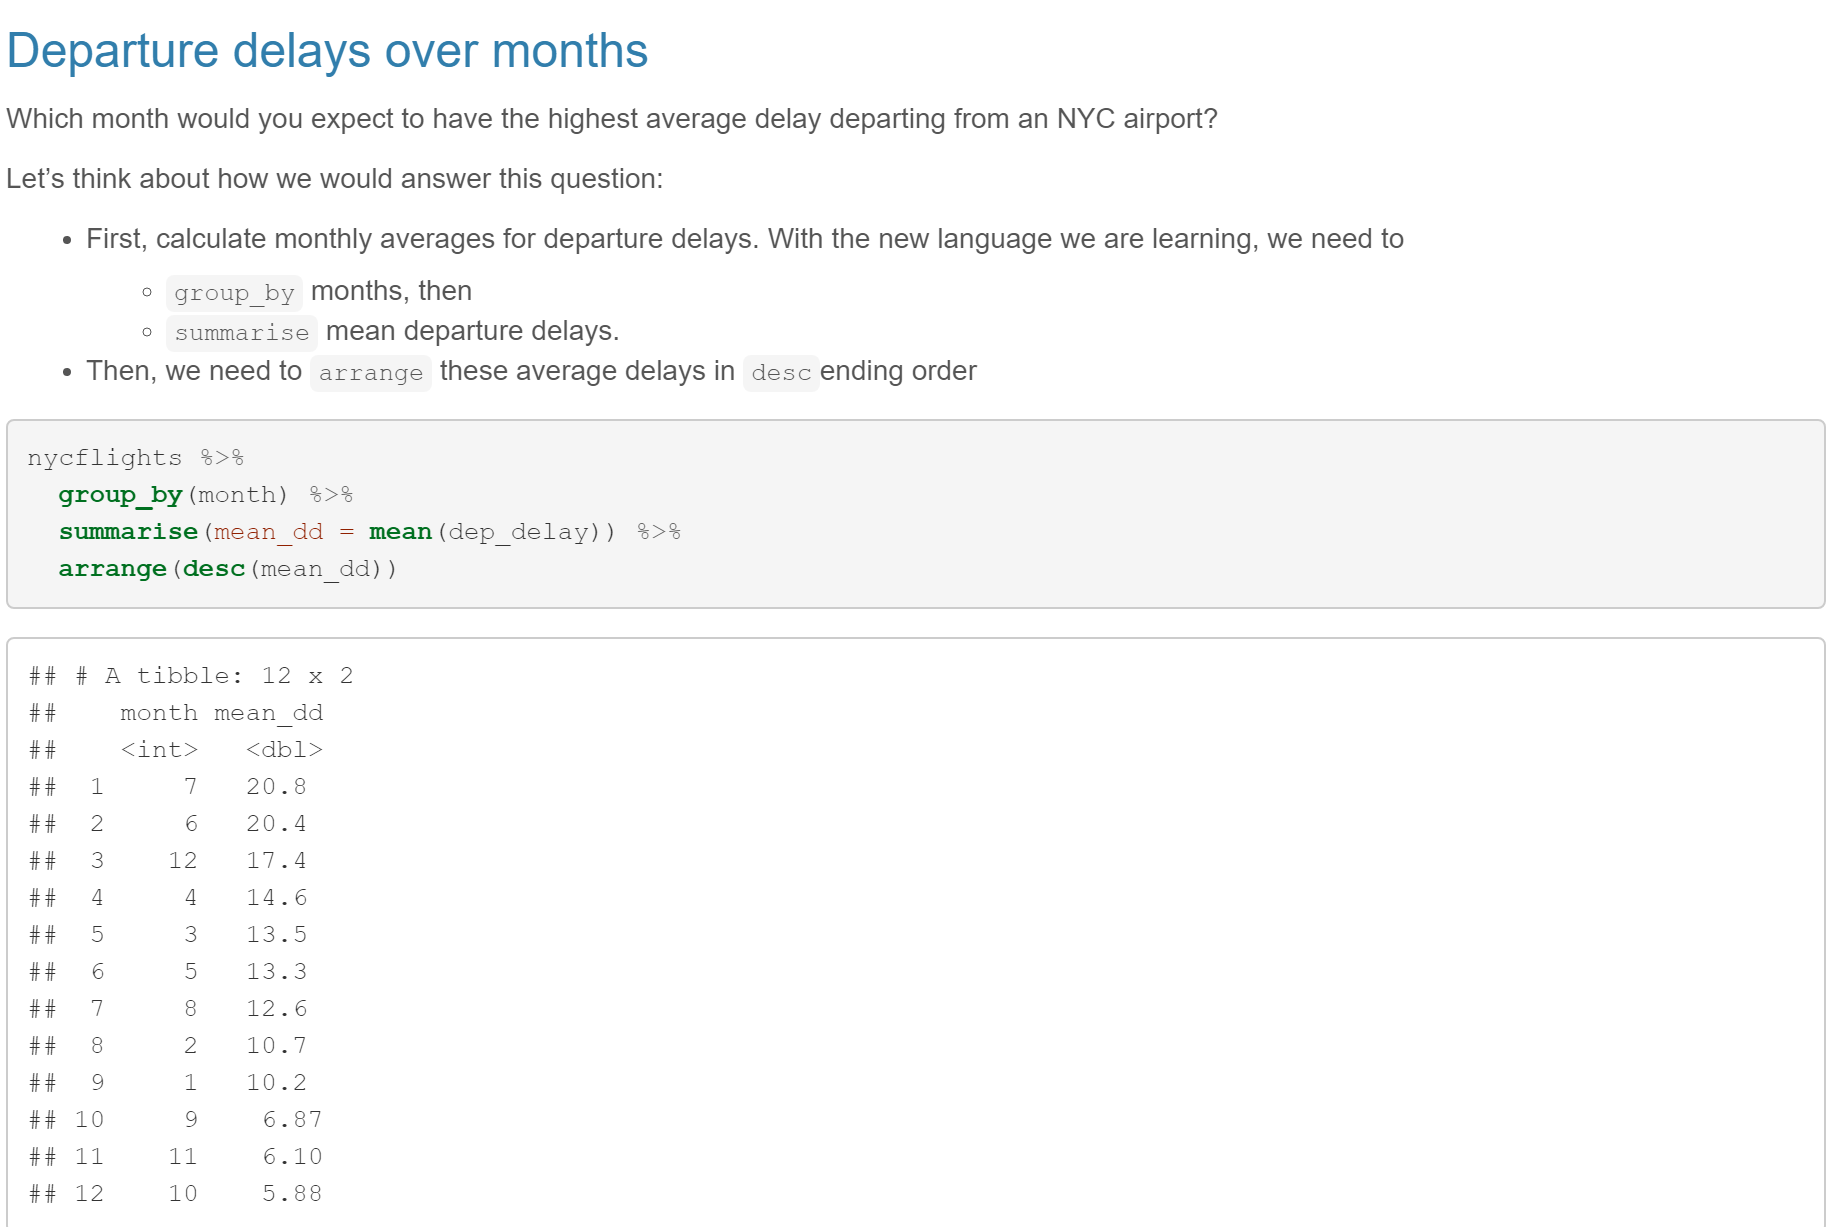 Departure delays over months
Which month would you expect to have the highest average delay departing from an NYC airport?
Let’s think about how we would answer this question:
• First, calculate monthly averages for departure delays. With the new language we are learning, we need to
◦ group_by months, then
◦ summarise mean departure delays.
• Then, we need to arrange these average delays in descending order
nycflights %>%
  group_by(month) %>%
  summarise(mean_dd = mean(dep_delay)) %>%
  arrange(desc(mean_dd))
## # A tibble: 12 x 2
##    month mean_dd
##    <int>   <dbl>
##  1     7   20.8
##  2     6   20.4
##  3    12   17.4
##  4     4   14.6
##  5     3   13.5
##  6     5   13.3
##  7     8   12.6
##  8     2   10.7
##  9     1   10.2
## 10     9    6.87
## 11    11    6.10
## 12    10    5.88